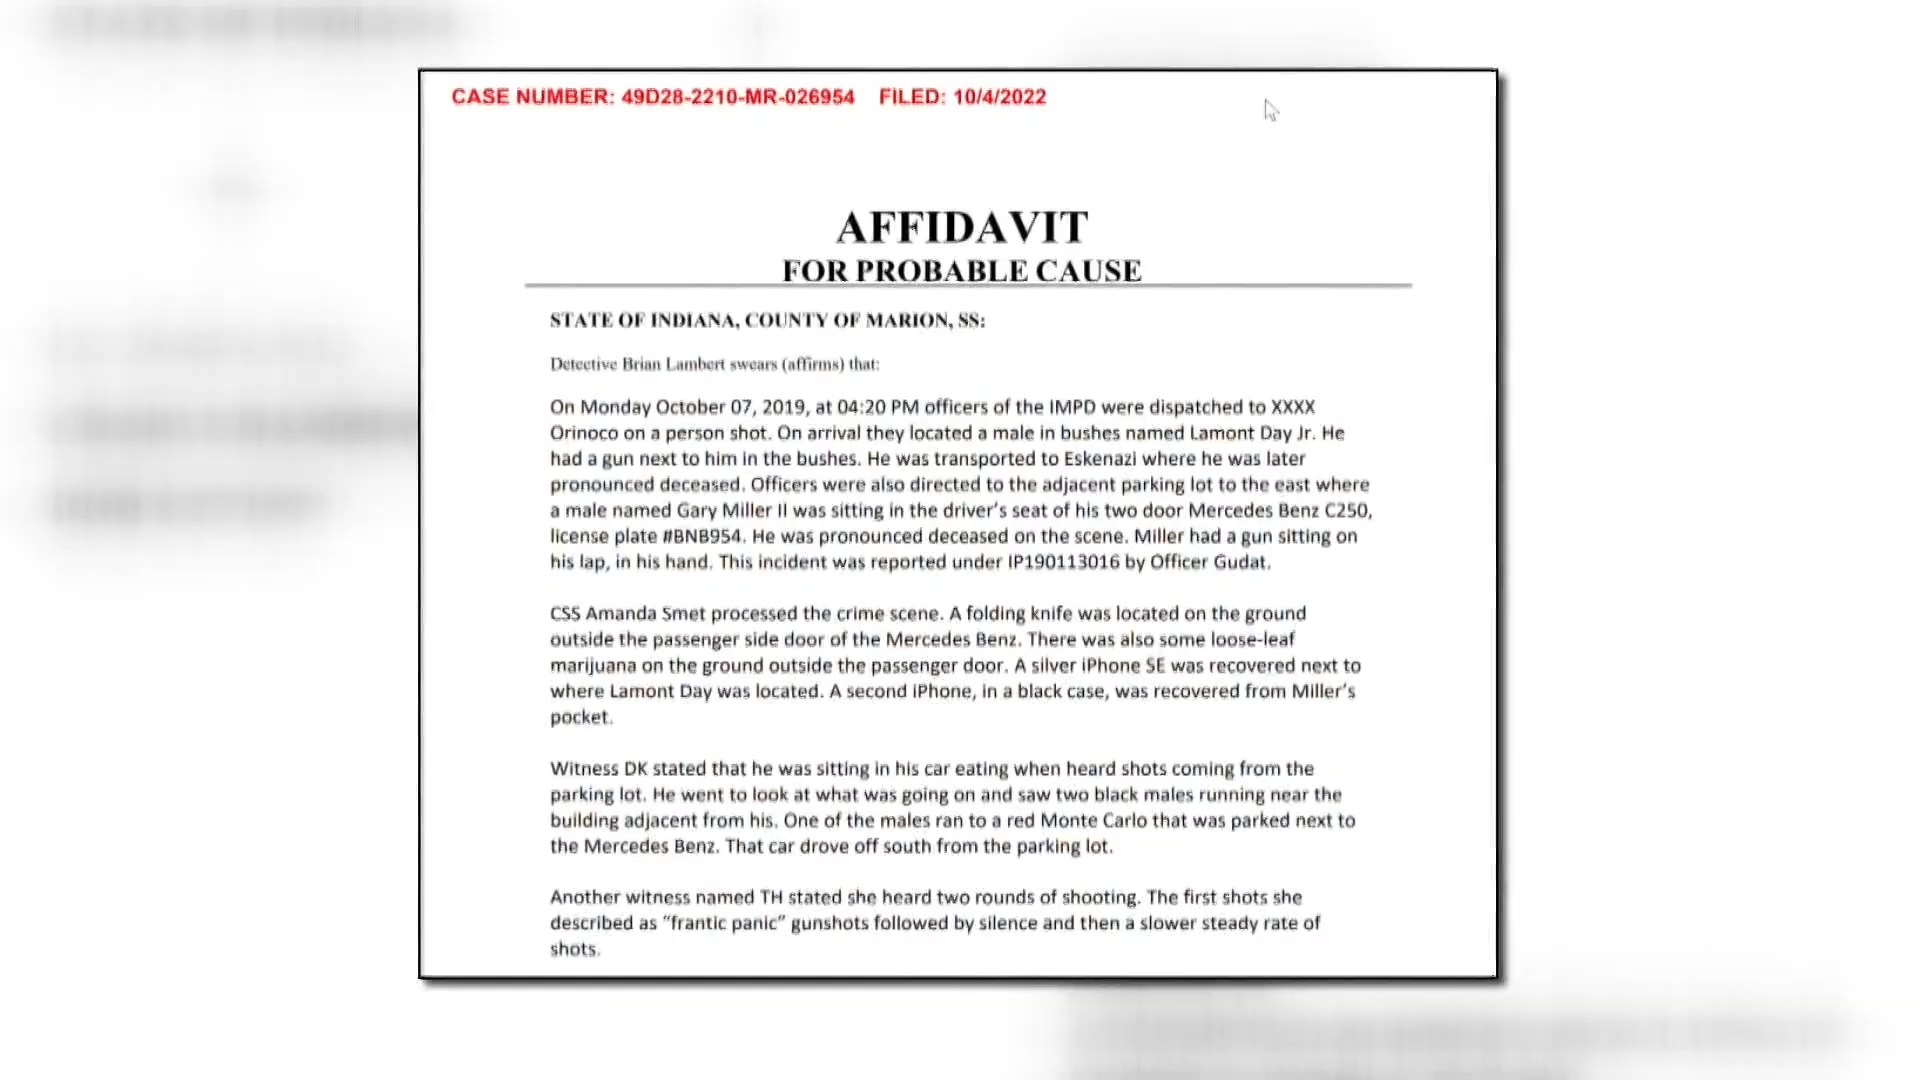 CASE NUMBER: 49D28-2210-MR-026954 FILED: 10/4/2022
AFFIDAVIT
FOR PROBABLE CAUSE
STATE OF INDIANA, COUNTY OF MARION, SS:
Detective Brian Lambert swears (affirms) that:
On Monday October 07, 2019, at 04:20 PM officers of the IMPD were dispatched to XXXX
Orinoco on a person shot. On arrival they located a male in bushes named Lamont Day Jr. He
had a gun next to him in the bushes. He was transported to Eskenazi where he was later
pronounced deceased. Officers were also directed to the adjacent parking lot to the east where
a male named Gary Miller II was sitting in the driver's seat of his two door Mercedes Benz C250,
license plate #BNB954. He was pronounced deceased on the scene. Miller had a gun sitting on
his lap, in his hand. This incident was reported under IP190113016 by Officer Gudat.
CSS Amanda Smet processed the crime scene. A folding knife was located on the ground
outside the passenger side door of the Mercedes Benz. There was also some loose-leaf
marijuana on the ground outside the passenger door. A silver iPhone SE was recovered next to
where Lamont Day was located. A second iPhone, in a black case, was recovered from Miller's
pocket.
Witness DK stated that he was sitting in his car eating when heard shots coming from the
parking lot. He went to look at what was going on and saw two black males running near the
building adjacent from his. One of the males ran to a red Monte Carlo that was parked next to
the Mercedes Benz. That car drove off south from the parking lot.
Another witness named TH stated she heard two rounds of shooting. The first shots she
described as "frantic panic" gunshots followed by silence and then a slower steady rate of
shots.